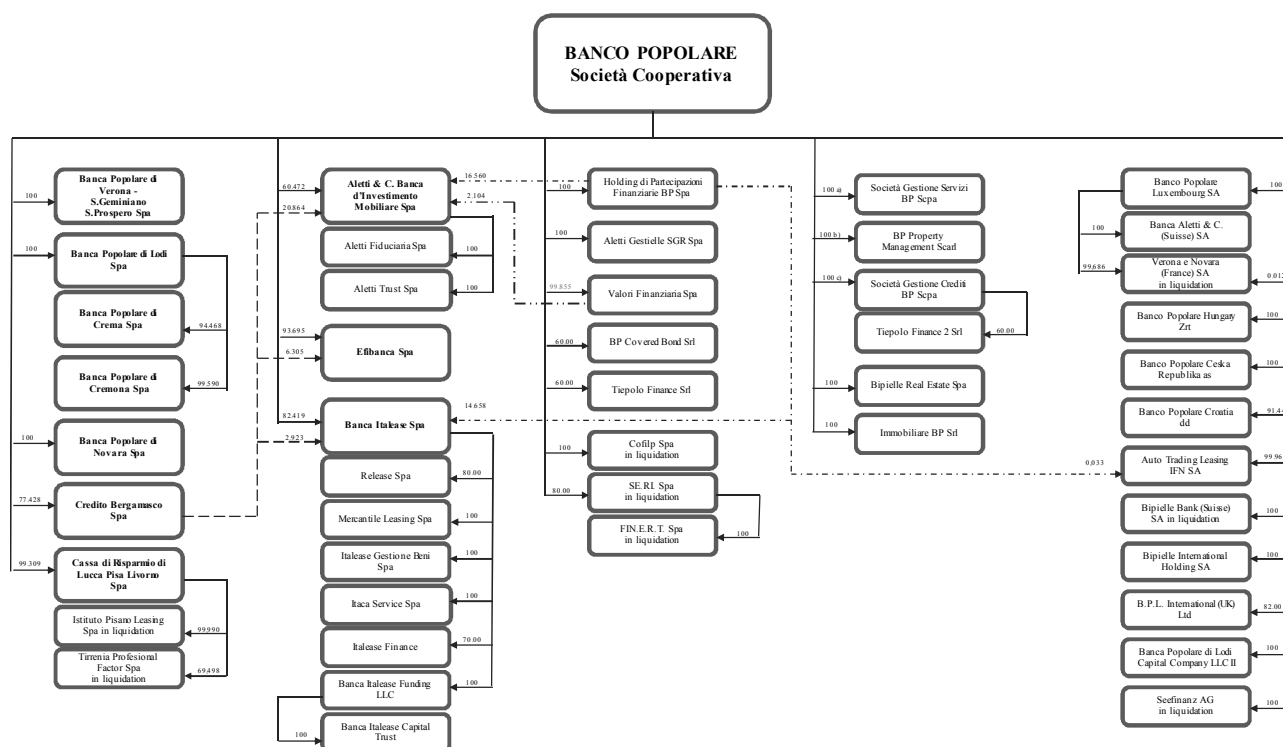 BANCO POPOLARE
Società Cooperativa
100
Banca Popolare di
Verona -
S.Geminiano
S.Prospero Spa
100
Banca Popolare di Lodi
Spa
Banca Popolare di
Crema Spa
94.468
Banca Popolare di
Cremona Spa
99.590
100
Banca Popolare di
Novara Spa
77.428
Credito Bergamasco
Spa
99.309
Cassa di Risparmio di
Lucca Pisa Livorno
Spa
Istituto Pisano Leasing
Spa in liquidation
99.990
Tirrenia Profesional
Factor Spa
in liquidation
69.498
60.472
20.864
Aletti & C. Banca
d'Investimento
Mobiliare Spa
16.560
2.104
Aletti Fiduciaria Spa
100
Aletti Trust Spa
100
93.695
6.305
Efibanca Spa
82.419
2,923
Banca Italease Spa
14.658
Release Spa
80.00
Mercantile Leasing Spa
100
Italease Gestione Beni
Spa
100
Itaca Service Spa
100
Italease Finance
70.00
Banca Italease Funding
LLC
100
100
Banca Italease Capital
Trust
100
Holding di Partecipazioni
Finanziarie BP Spa
100
Aletti Gestielle SGR Spa
99.855
Valori Finanziaria Spa
60.00
BP Covered Bond Srl
60.00
Tiepolo Finance Srl
100
Cofilp Spa
in liquidation
80.00
SE.RI. Spa
in liquidation
FIN.E.R.T. Spa
in liquidation
100
100 a)
Società Gestione Servizi
BP Scpa
100 b)
BP Property
Management Scarl
100 c)
Società Gestione Crediti
BP Scpa
Tiepolo Finance 2 Srl
60.00
100
Bipielle Real Estate Spa
100
Immobiliare BP Srl
Banco Popolare
Luxembourg SA
100
100
Banca Aletti & C.
(Suisse) SA
99,686
Verona e Novara
(France) SA
in liquidation
0.012
Banco Popolare Hungary
Zrt
100
Banco Popolare Ceska
Republika as
100
Banco Popolare Croatia
dd
91.44
0,033
Auto Trading Leasing
IFN SA
99.96
Bipielle Bank (Suisse)
SA in liquidation
100
Bipielle International
Holding SA
100
B.P.L. International (UK)
Ltd
82.00
Banca Popolare di Lodi
Capital Company LLC II
100
Seefinanz AG
in liquidation
100